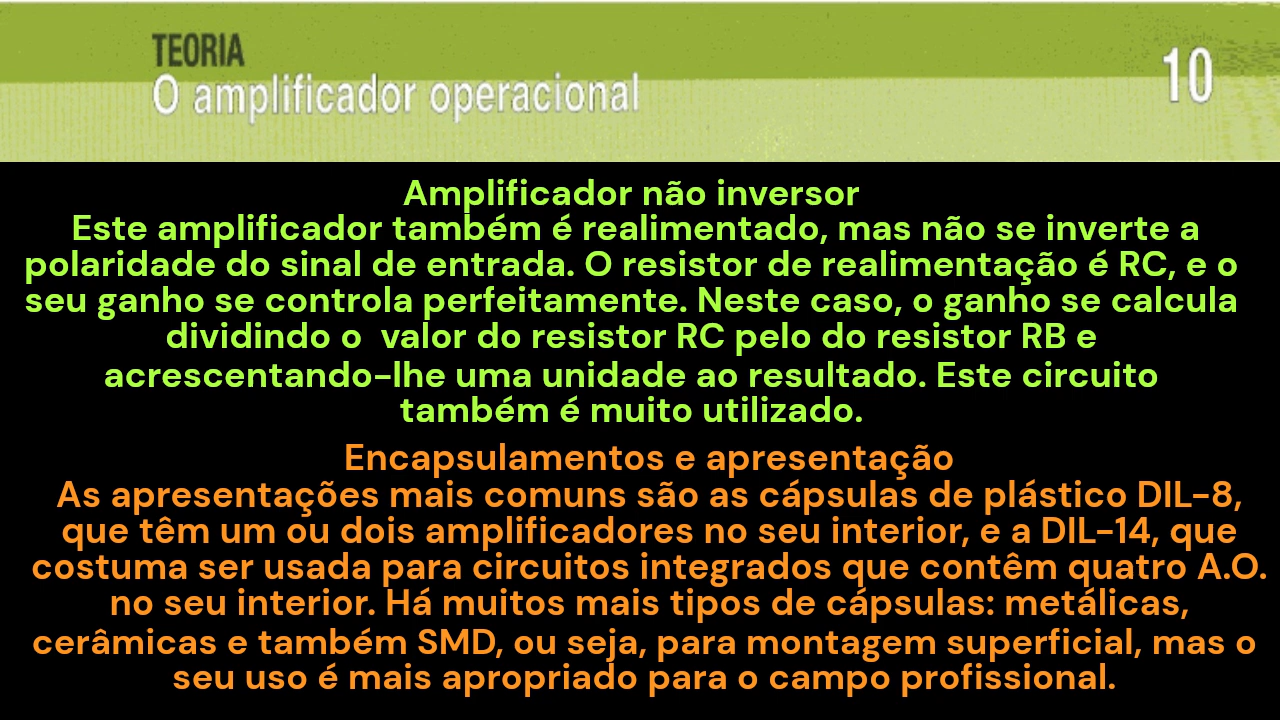 TEORIA
O amplificador operacional
10
Amplificador não inversor
Este amplificador também é realimentado, mas não se inverte a
polaridade do sinal de entrada. O resistor de realimentação é RC, e o
seu ganho se controla perfeitamente. Neste caso, o ganho se calcula
dividindo o  valor do resistor RC pelo do resistor RB e
acrescentando-lhe uma unidade ao resultado. Este circuito
também é muito utilizado.
Encapsulamentos e apresentação
As apresentações mais comuns são as cápsulas de plástico DIL-8,
que têm um ou dois amplificadores no seu interior, e a DIL-14, que
costuma ser usada para circuitos integrados que contêm quatro A.O.
no seu interior. Há muitos mais tipos de cápsulas: metálicas,
cerâmicas e também SMD, ou seja, para montagem superficial, mas o
seu uso é mais apropriado para o campo profissional.